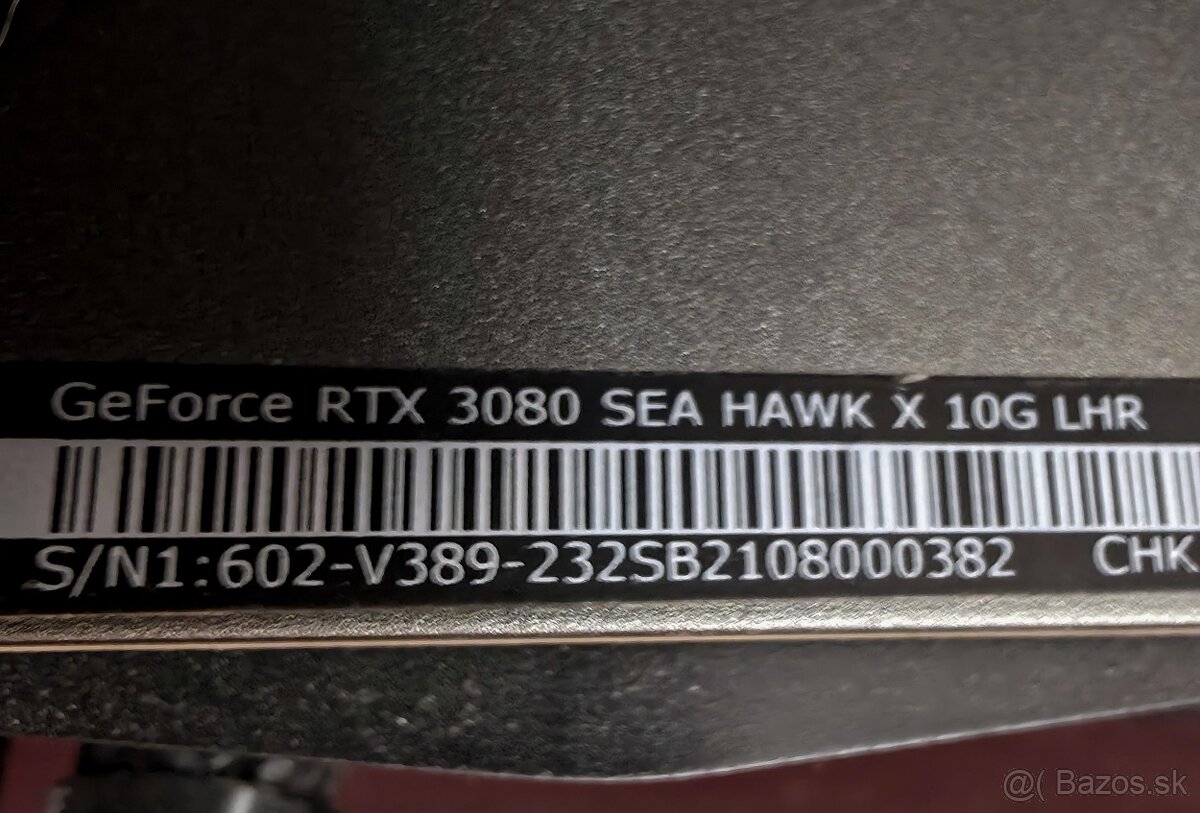 GeForce RTX 3080 SEA HAWK X 10G LHR
S/N1:602-V389-232SB2108000382 CHK
@( Bazos.sk